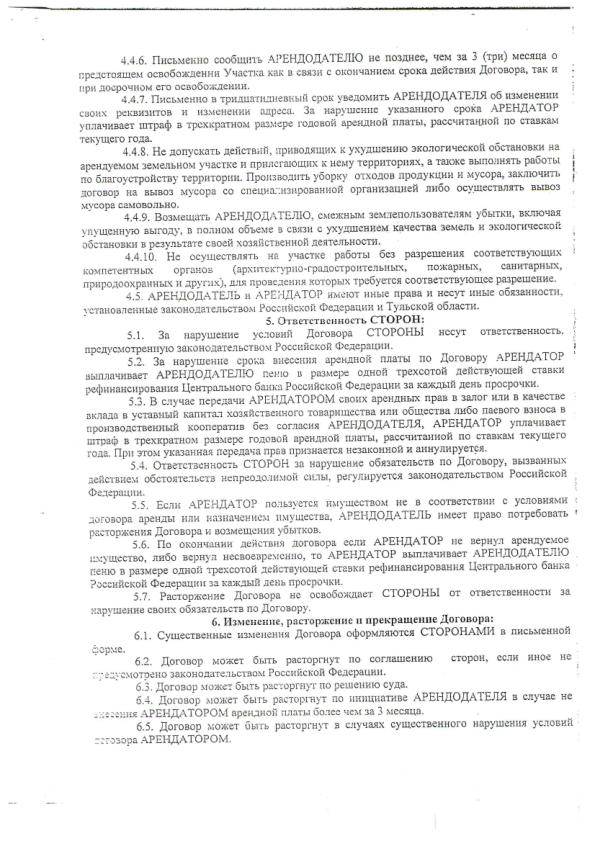 4.4.6. Письменно сообщить АРЕНДОДАТЕЛЮ не позднее, чем за 3 (три) месяца о
предстоящем освобождении Участка как в связи с окончанием срока действия Договора, так и
при досрочном его освобождении.
4.4.7. Письменно в тридцатидневный срок уведомить АРЕНДОДАТЕЛЯ об изменении
своих реквизитов и изменении адреса. За нарушение указанного срока АРЕНДАТОР
уплачивает штраф в трехкратном размере годовой арендной платы, рассчитанной по ставкам
текущего года.
4.4.8. Не допускать действий, приводящих к ухудшению экологической обстановки на
арендуемом земельном участке и прилегающих к нему территориях, а также выполнять работы
по благоустройству территории. Производить уборку отходов продукции и мусора, заключить
договор на вывоз мусора со специализированной организацией либо осуществлять вывоз
мусора самовольно.
4.4.9. Возмещать АРЕНДОДАТЕЛЮ, смежным землепользователям убытки, включая
упущенную выгоду, в полном объеме в связи с ухудшением качества земель и экологической
обстановки в результате своей хозяйственной деятельности.
4.4.10. Не осуществлять на участке работы без разрешения соответствующих
компетентных органов (архитектурно-градостроительных, пожарных, санитарных,
природоохранных и других), для проведения которых требуется соответствующее разрешение.
4.5. АРЕНДОДАТЕЛЬ и АРЕНДАТОР имеют иные права и несут иные обязанности,
установленные законодательством Российской Федерации и Тульской области.
5. Ответственность СТОРОН:
5.1. За нарушение условий Договора СТОРОНЫ несут ответственность,
предусмотренную законодательством Российской Федерации.
5.2. За нарушение срока внесения арендной платы по Договору АРЕНДАТОР
выплачивает АРЕНДОДАТЕЛЮ пеню в размере одной трехсотой действующей ставки
рефинансирования Центрального банка Российской Федерации за каждый день просрочки.
5.3. В случае передачи АРЕНДАТОРОМ своих арендных прав в залог или в качестве
вклада в уставный капитал хозяйственного товарищества или общества либо паевого взноса в
производственный кооператив без согласия АРЕНДОДАТЕЛЯ, АРЕНДАТОР уплачивает
штраф в трехкратном размере годовой арендной платы, рассчитанной по ставкам текущего
года. При этом указанная передача прав признается незаконной и аннулируется.
5.4. Ответственность СТОРОН за нарушение обязательств по Договору, вызванных
действием обстоятельств непреодолимой силы, регулируется законодательством Российской
Федерации.
5.5. Если АРЕНДАТОР пользуется имуществом не в соответствии с условиями
договора аренды или назначением имущества, АРЕНДОДАТЕЛЬ имеет право потребовать
расторжения Договора и возмещения убытков.
5.6. По окончании действия договора если АРЕНДАТОР не вернул арендуемое
имущество, либо вернул несвоевременно, то АРЕНДАТОР выплачивает АРЕНДОДАТЕЛЮ
пеню в размере одной трехсотой действующей ставки рефинансирования Центрального банка
Российской Федерации за каждый день просрочки.
5.7. Расторжение Договора не освобождает СТОРОНЫ от ответственности за
нарушение своих обязательств по Договору.
6. Изменение, расторжение и прекращение Договора:
6.1. Существенные изменения Договора оформляются СТОРОНАМИ в письменной
форме.
6.2. Договор может быть расторгнут по соглашению сторон, если иное не
предусмотрено законодательством Российской Федерации.
6.3. Договор может быть расторгнут по решению суда.
6.4. Договор может быть расторгнут по инициативе АРЕНДОДАТЕЛЯ в случае не
внесения АРЕНДАТОРОМ арендной платы более чем за 3 месяца.
6.5. Договор может быть расторгнут в случаях существенного нарушения условий
договора АРЕНДАТОРОМ.